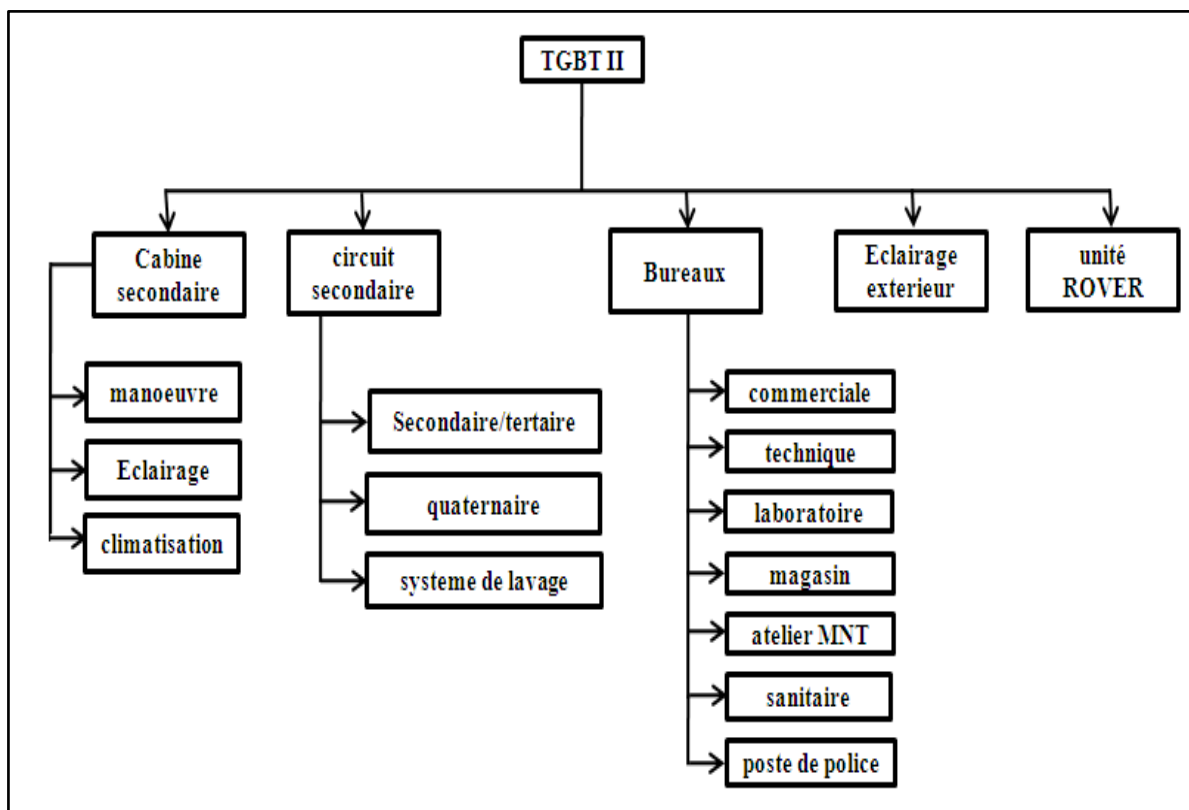 TGBT II
Cabine
secondaire
circuit
secondaire
Bureaux
Eclairage
exterieur
unité
ROVER
manoeuvre
Eclairage
climatisation
Secondaire/tertaire
quaternaire
systeme de lavage
commerciale
technique
laboratoire
magasin
atelier MNT
sanitaire
poste de police